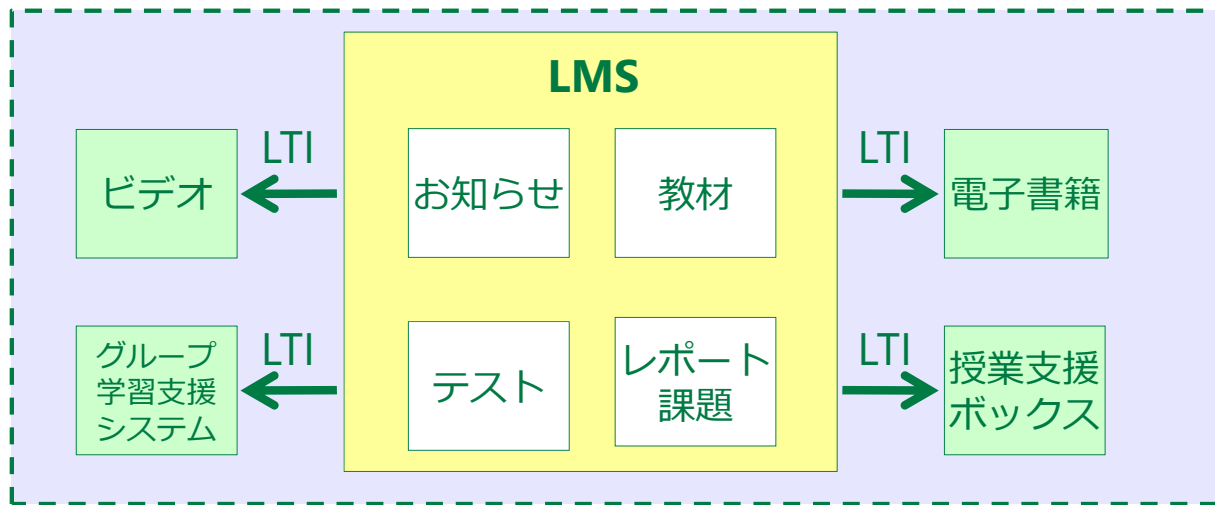 LMS
LTI
ビデオ
お知らせ
教材
LTI
電子書籍
グループ
学習支援
システム
LTI
テスト
レポート
課題
LTI
授業支援
ボックス